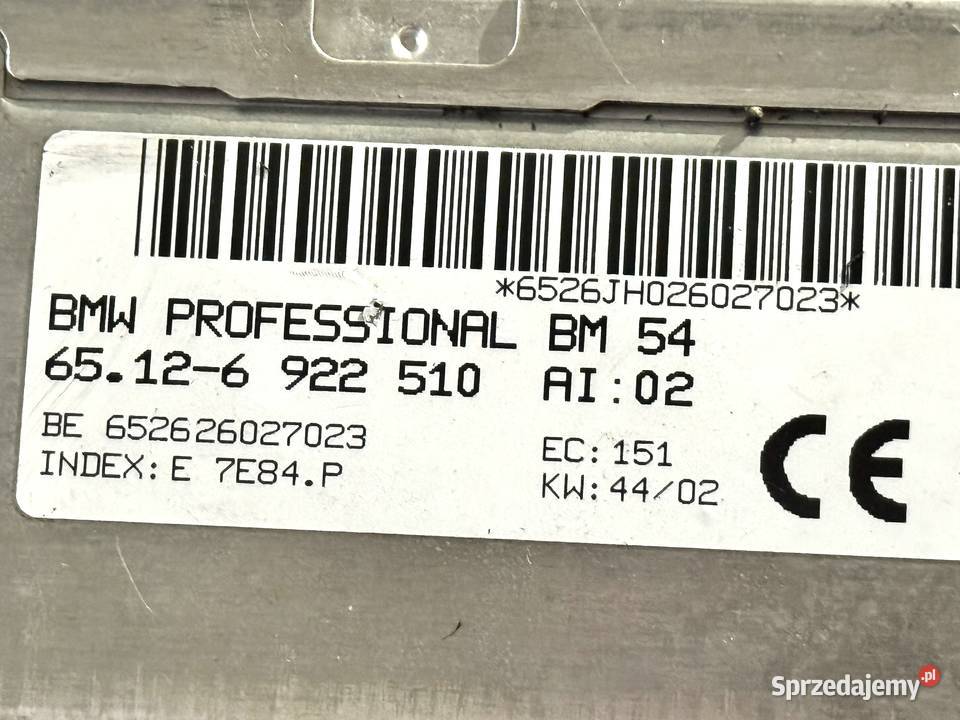 *6526JH026027023*
BMW PROFESSIONAL BM 54
65.12-6 922 510 AI:02
BE 652626027023
INDEX: E 7E84.P
EC: 151
KW: 44/02
CE
Sprzedajemy.pl